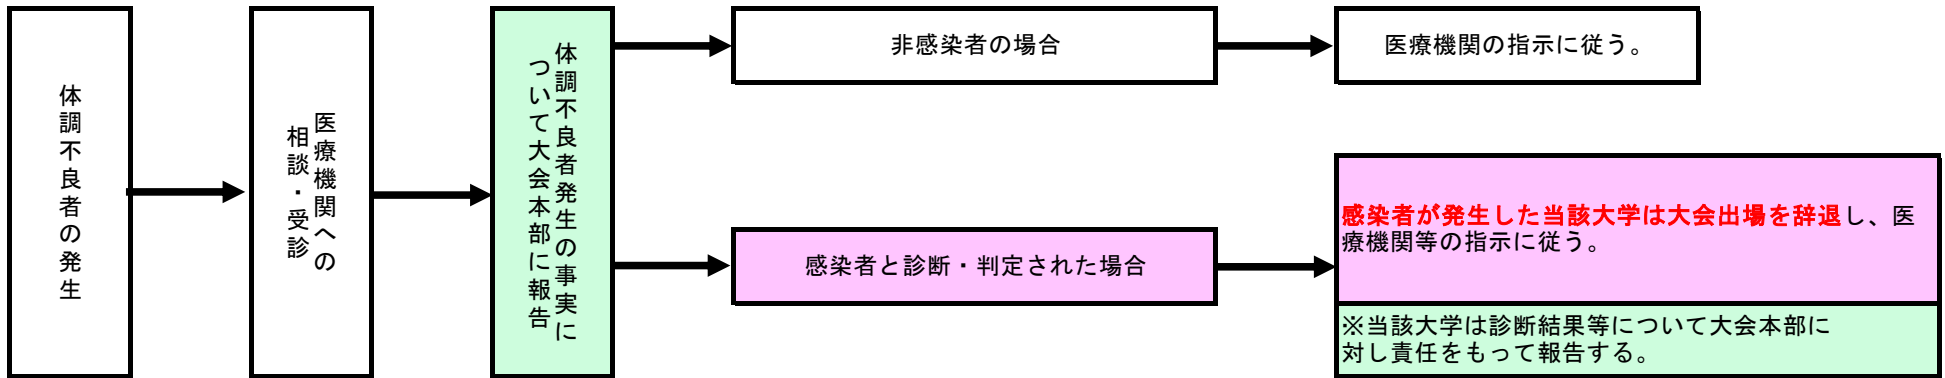 体調不良者の発生
医療機関への
相談・受診
体調不良者発生の事実に
ついて大会本部に報告
非感染者の場合
医療機関の指示に従う。
感染者と診断・判定された場合
感染者が発生した当該大学は大会出場を辞退し、医
療機関等の指示に従う。
※当該大学は診断結果等について大会本部に
対し責任をもって報告する。